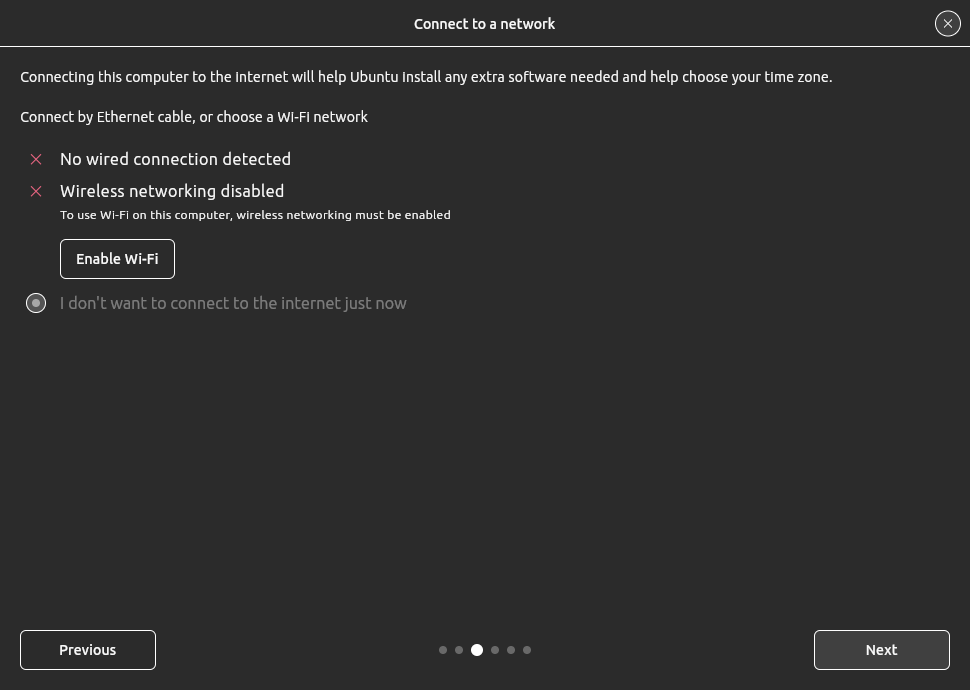 Connect to a network
Connecting this computer to the internet will help Ubuntu install any extra software needed and help choose your time zone.
Connect by Ethernet cable, or choose a Wi-Fi network
No wired connection detected
Wireless networking disabled
To use Wi-Fi on this computer, wireless networking must be enabled
Enable Wi-Fi
I don't want to connect to the internet just now
Previous
Next